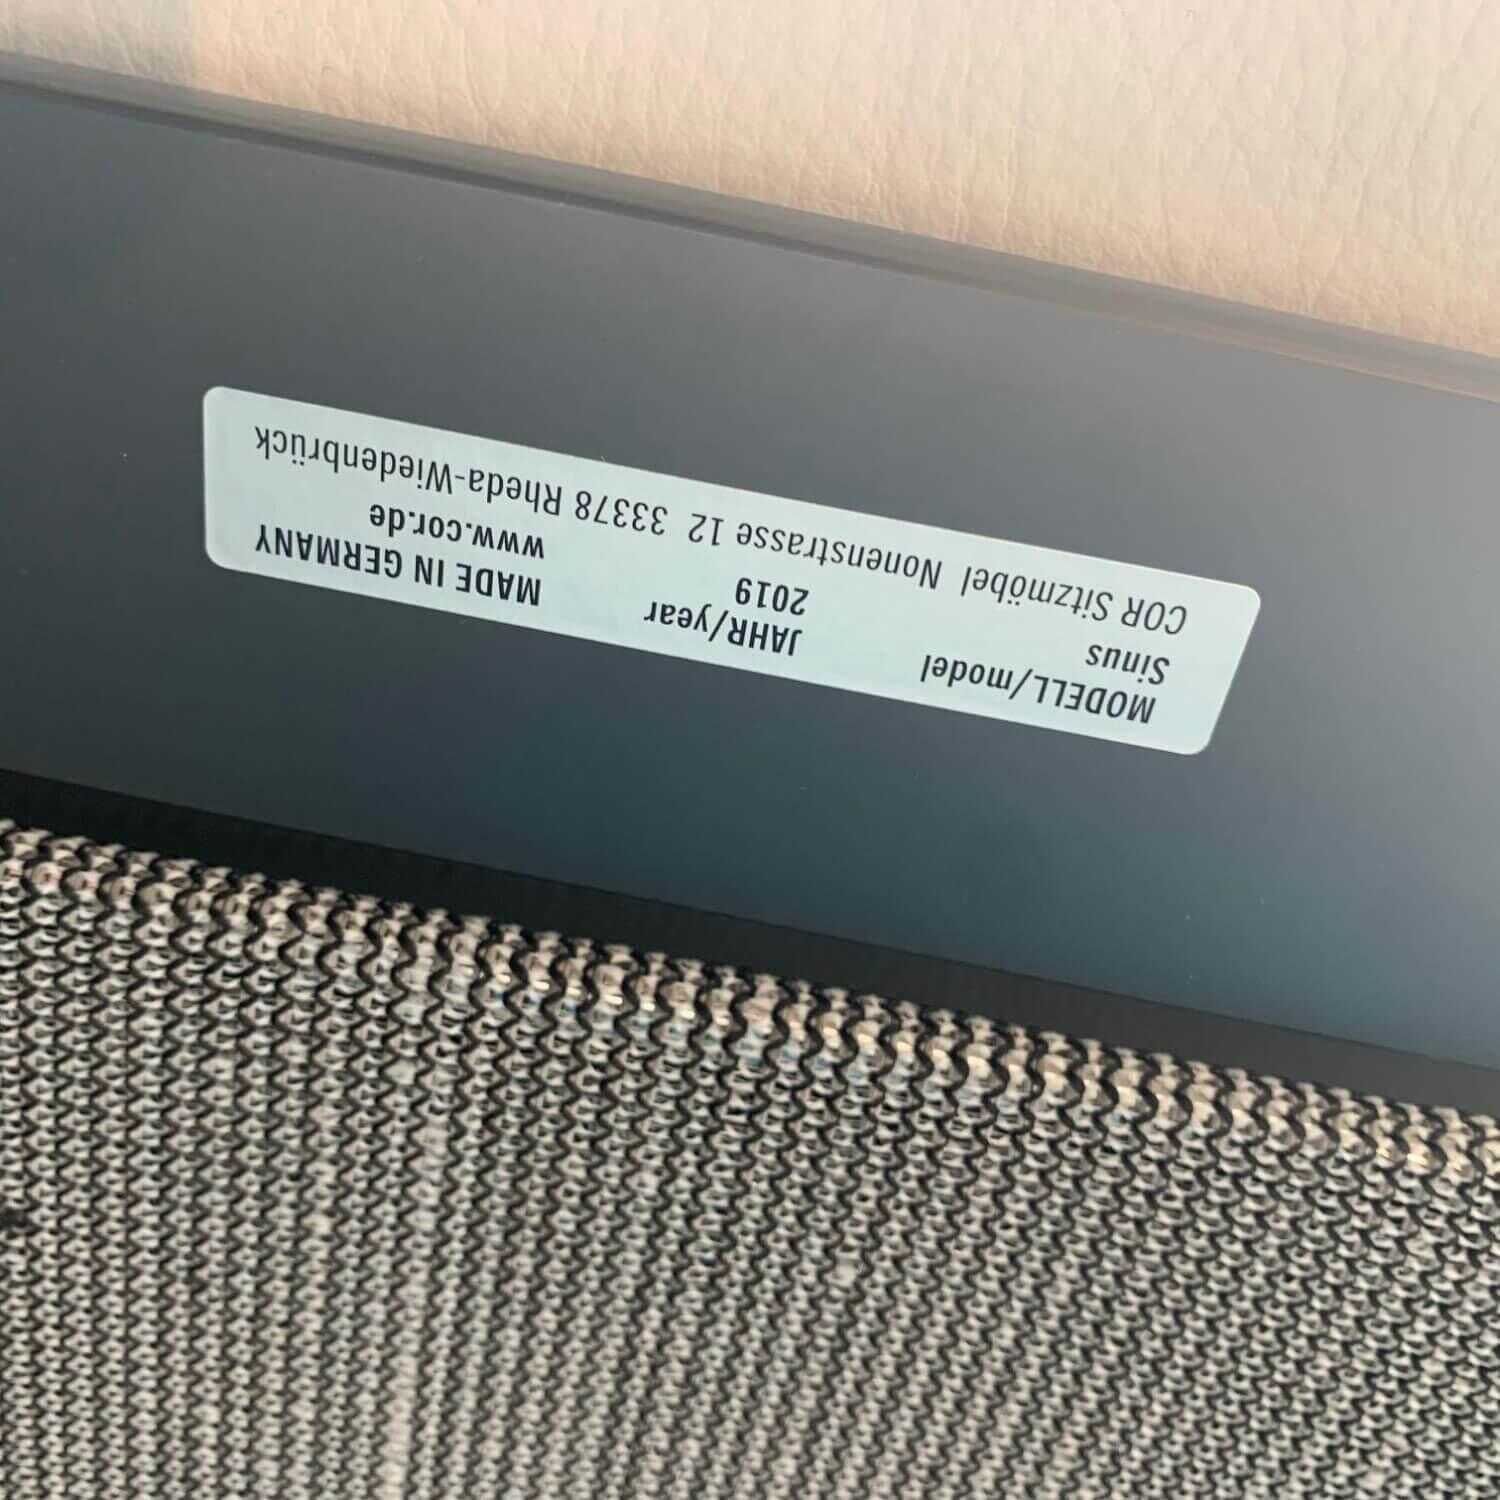 MODELL/model JAHR/year MADE IN GERMANY
Sinus 2019 www.cor.de
COR Sitzmöbel Nonenstrasse 12 33378 Rheda-Wiedenbrück